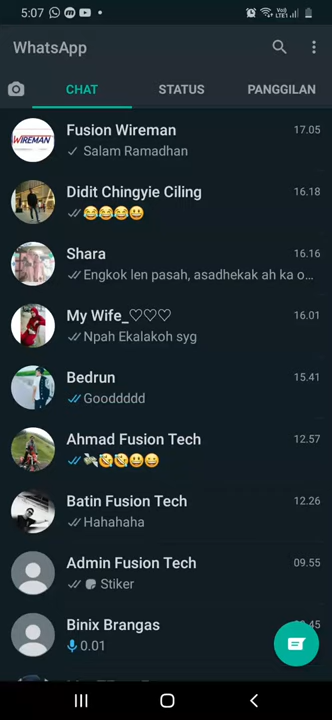 5:07
WhatsApp
CHAT STATUS PANGGILAN
WIREMAN
Fusion Wireman 17.05
Salam Ramadhan
Didit Chingyie Ciling 16.18
😂😂😂😃
Shara 16.16
Engkok len pasah, asadhekak ah ka o...
My Wife_♡♡♡ 16.01
Npah Ekalakoh syg
Bedrun 15.41
Gooddddd
Ahmad Fusion Tech 12.57
💸🤣🤣😃😄
Batin Fusion Tech 12.26
Hahahaha
Admin Fusion Tech 09.55
Stiker
Binix Brangas
0.01